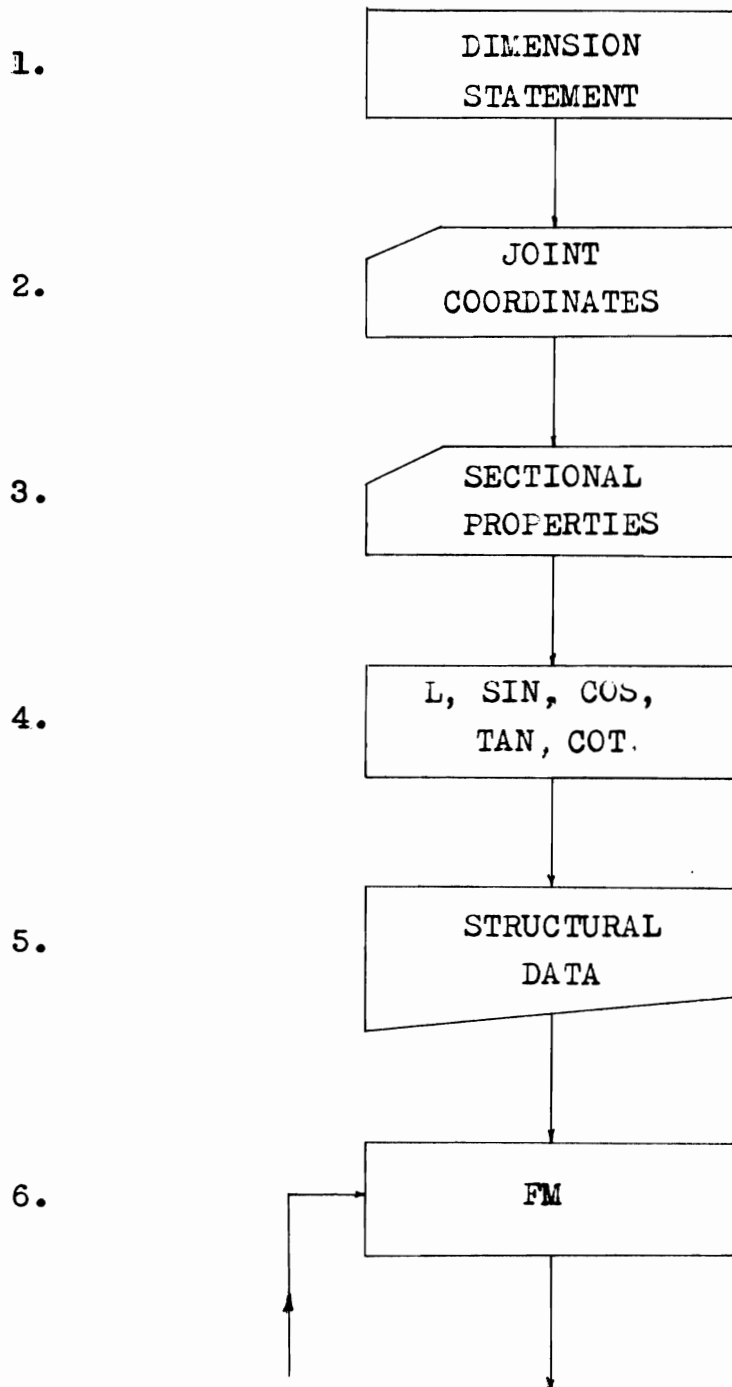 1.
DIMENSION
STATEMENT
2.
JOINT
COORDINATES
3.
SECTIONAL
PROPERTIES
4.
L, SIN, COS,
TAN, COT.
5.
STRUCTURAL
DATA
6.
FM